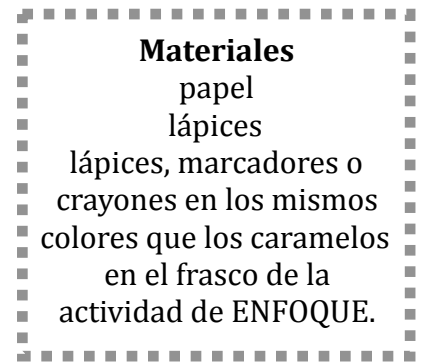 Materiales
papel
lápices
lápices, marcadores o
crayones en los mismos
colores que los caramelos
en el frasco de la
actividad de ENFOQUE.